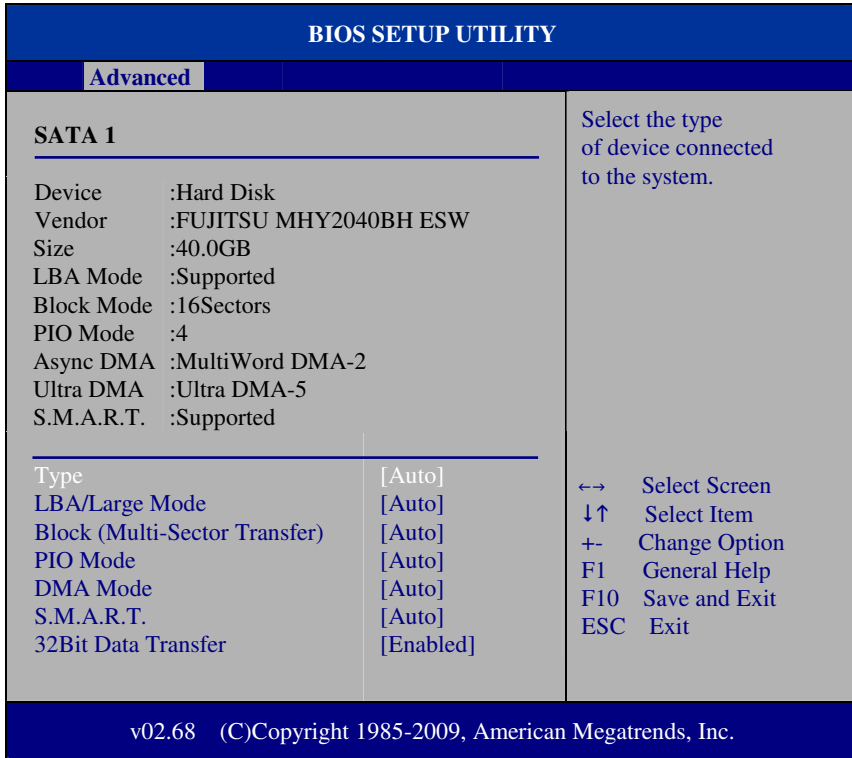 BIOS SETUP UTILITY
Advanced
SATA 1
Device :Hard Disk
Vendor :FUJITSU MHY2040BH ESW
Size :40.0GB
LBA Mode :Supported
Block Mode :16Sectors
PIO Mode :4
Async DMA :MultiWord DMA-2
Ultra DMA :Ultra DMA-5
S.M.A.R.T. :Supported
Type [Auto]
LBA/Large Mode [Auto]
Block (Multi-Sector Transfer) [Auto]
PIO Mode [Auto]
DMA Mode [Auto]
S.M.A.R.T. [Auto]
32Bit Data Transfer [Enabled]
Select the type
of device connected
to the system.
←→ Select Screen
↓↑ Select Item
+- Change Option
F1 General Help
F10 Save and Exit
ESC Exit
v02.68 (C)Copyright 1985-2009, American Megatrends, Inc.